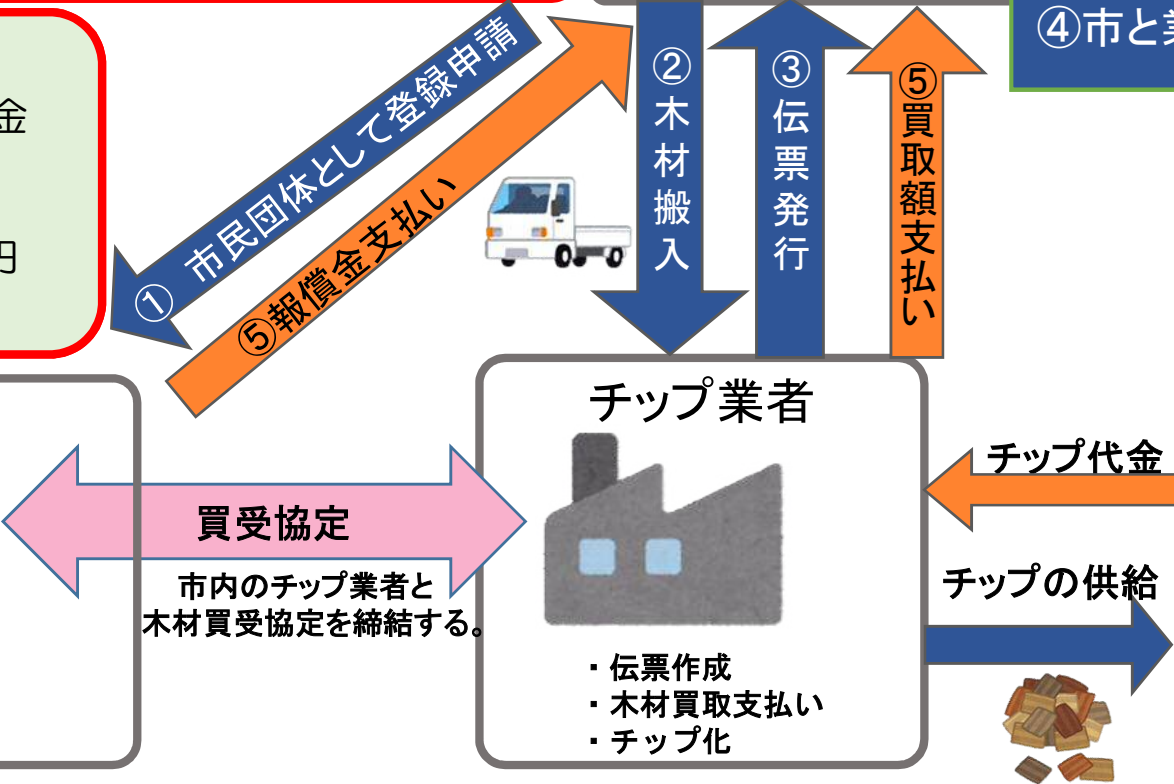 ④市と業
金
円
① 市民団体として登録申請
⑤報償金支払い
②木材搬入
③伝票発行
⑤買取額支払い
チップ業者
買受協定
市内のチップ業者と
木材買受協定を締結する。
・伝票作成
・木材買取支払い
・チップ化
チップ代金
チップの供給